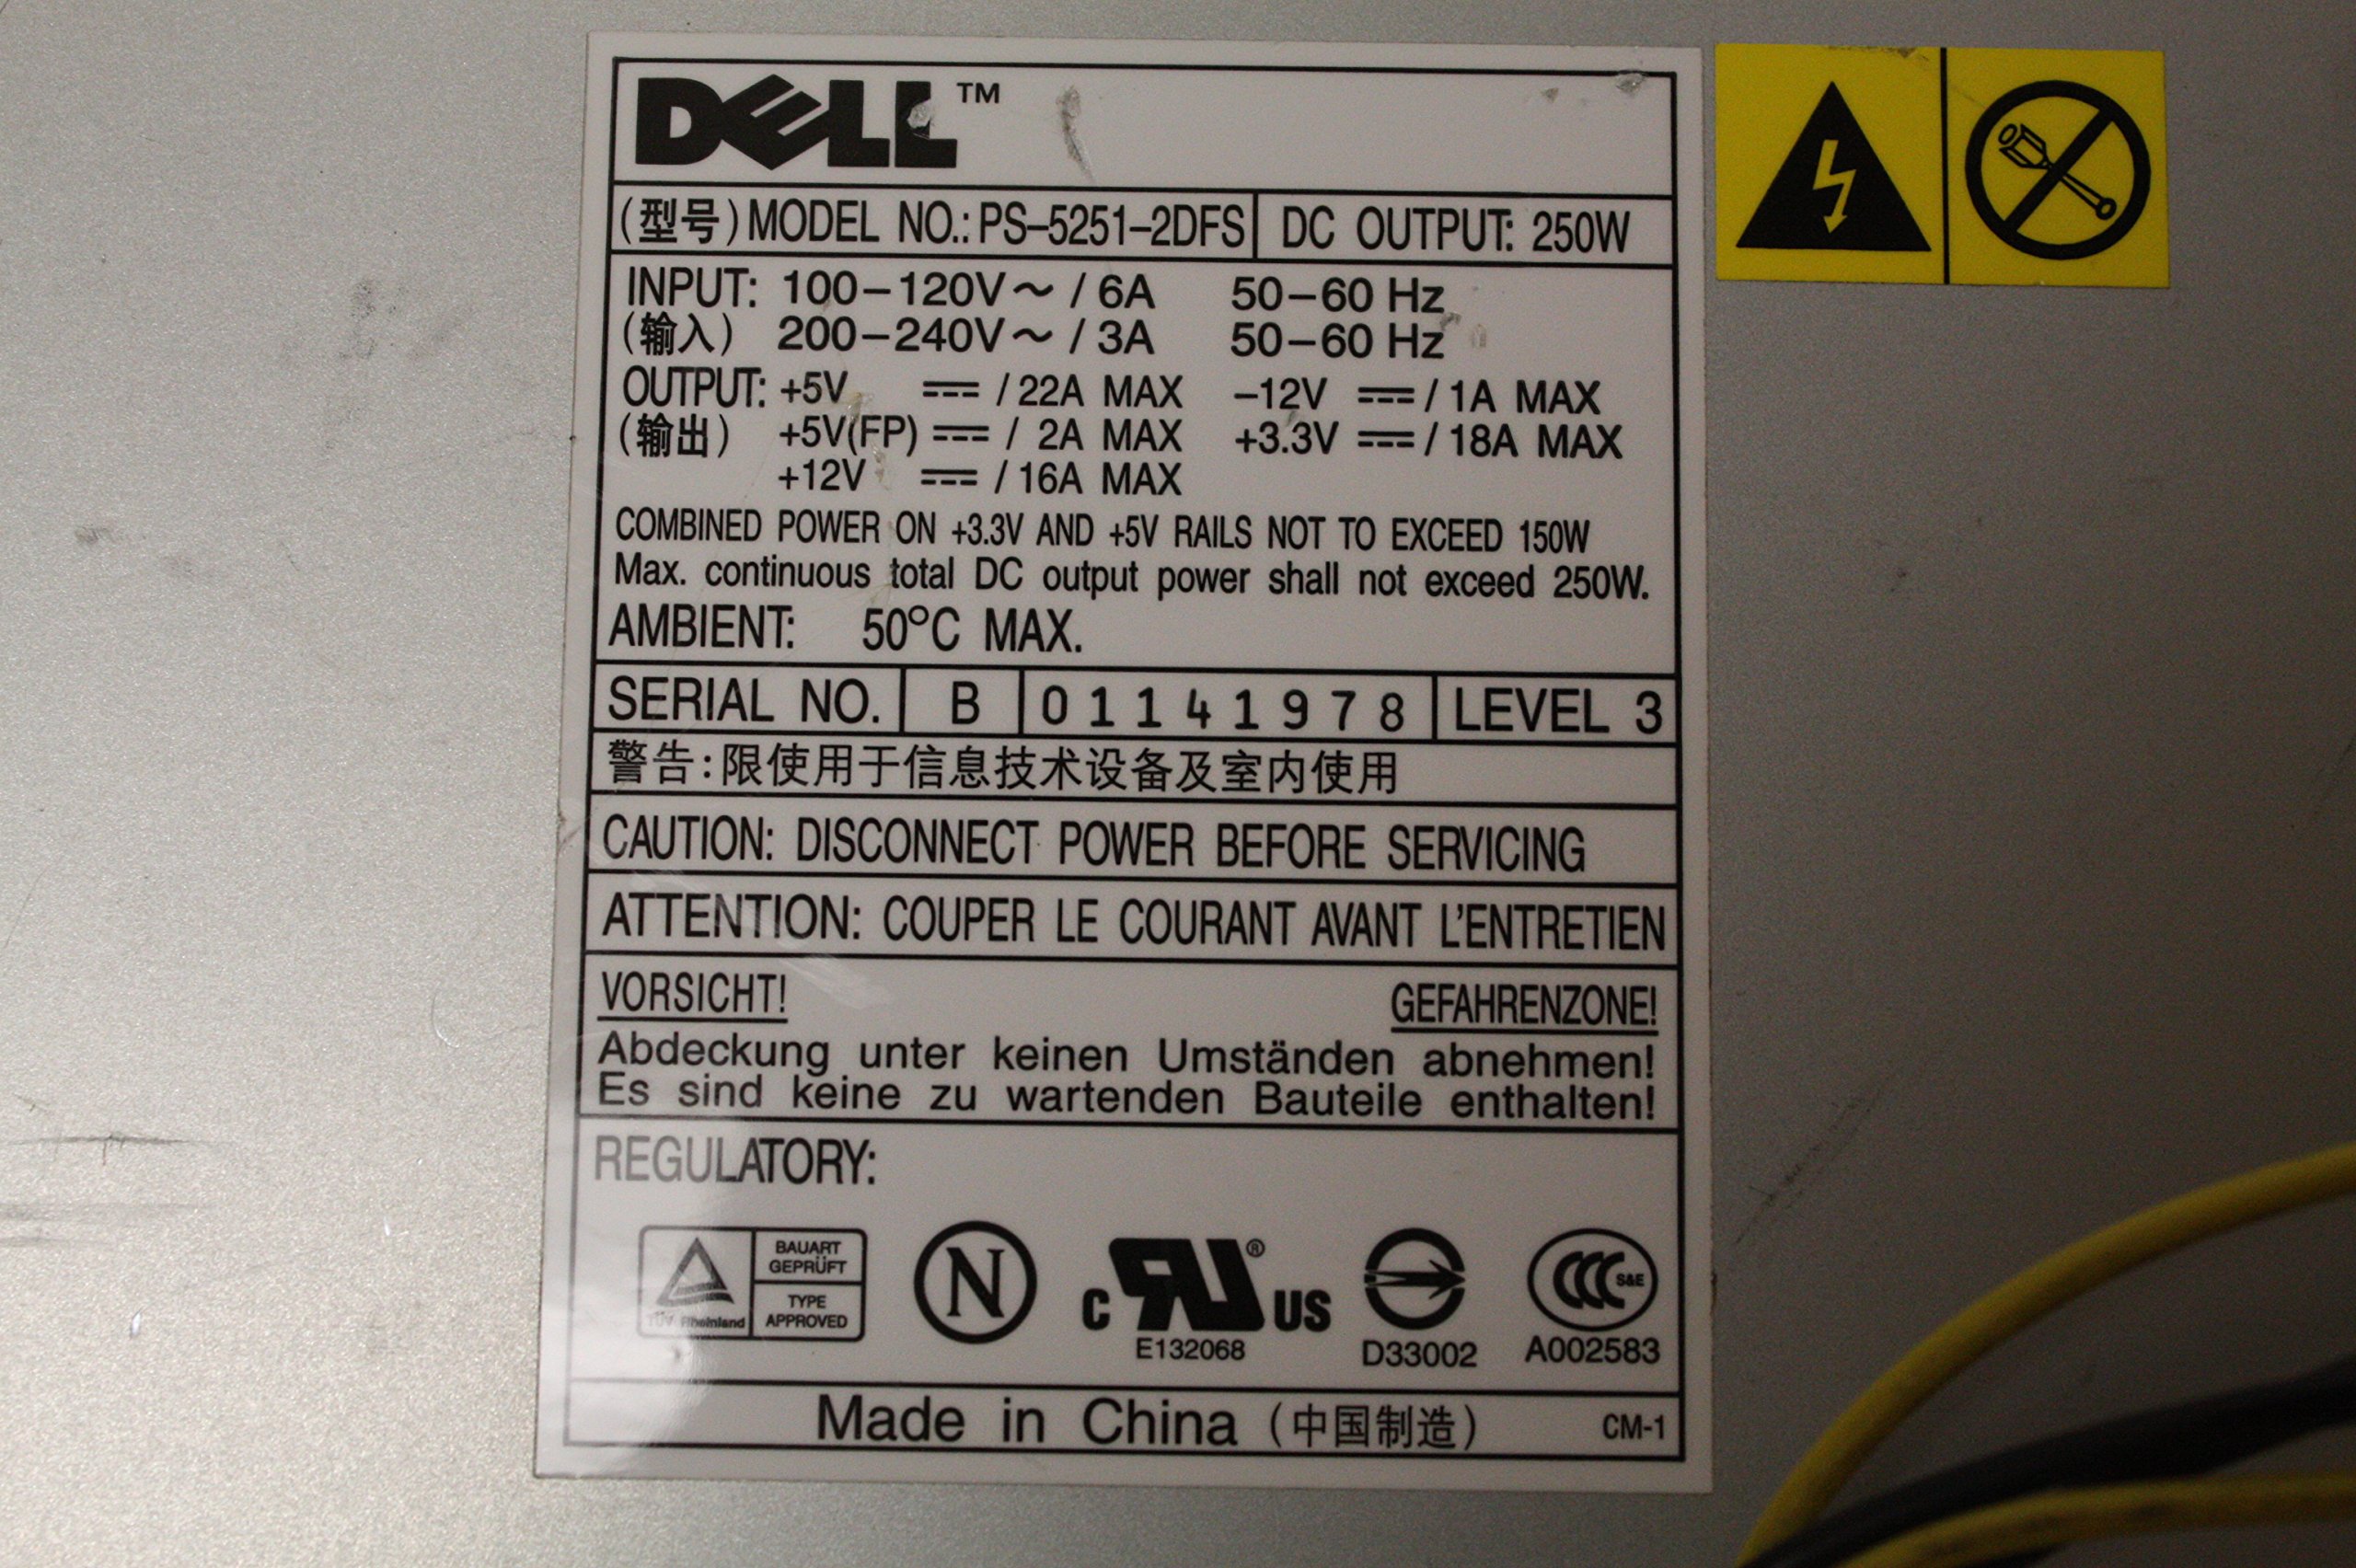 DELL™
(型号) MODEL NO.: PS–5251–2DFS DC OUTPUT: 250W
INPUT: 100–120V～ / 6A 50–60 Hz
(输入) 200–240V～ / 3A 50–60 Hz
OUTPUT: +5V ⎓ / 22A MAX –12V ⎓ / 1A MAX
(输出) +5V(FP) ⎓ / 2A MAX +3.3V ⎓ / 18A MAX
+12V ⎓ / 16A MAX
COMBINED POWER ON +3.3V AND +5V RAILS NOT TO EXCEED 150W
Max. continuous total DC output power shall not exceed 250W.
AMBIENT: 50°C MAX.
SERIAL NO. B 01141978 LEVEL 3
警告:限使用于信息技术设备及室内使用
CAUTION: DISCONNECT POWER BEFORE SERVICING
ATTENTION: COUPER LE COURANT AVANT L'ENTRETIEN
VORSICHT! GEFAHRENZONE!
Abdeckung unter keinen Umständen abnehmen!
Es sind keine zu wartenden Bauteile enthalten!
REGULATORY:
TÜV Rheinland
BAUART
GEPRÜFT
TYPE
APPROVED
N
C RU® US
E132068
D33002
CCC S&E
A002583
Made in China (中国制造) CM-1